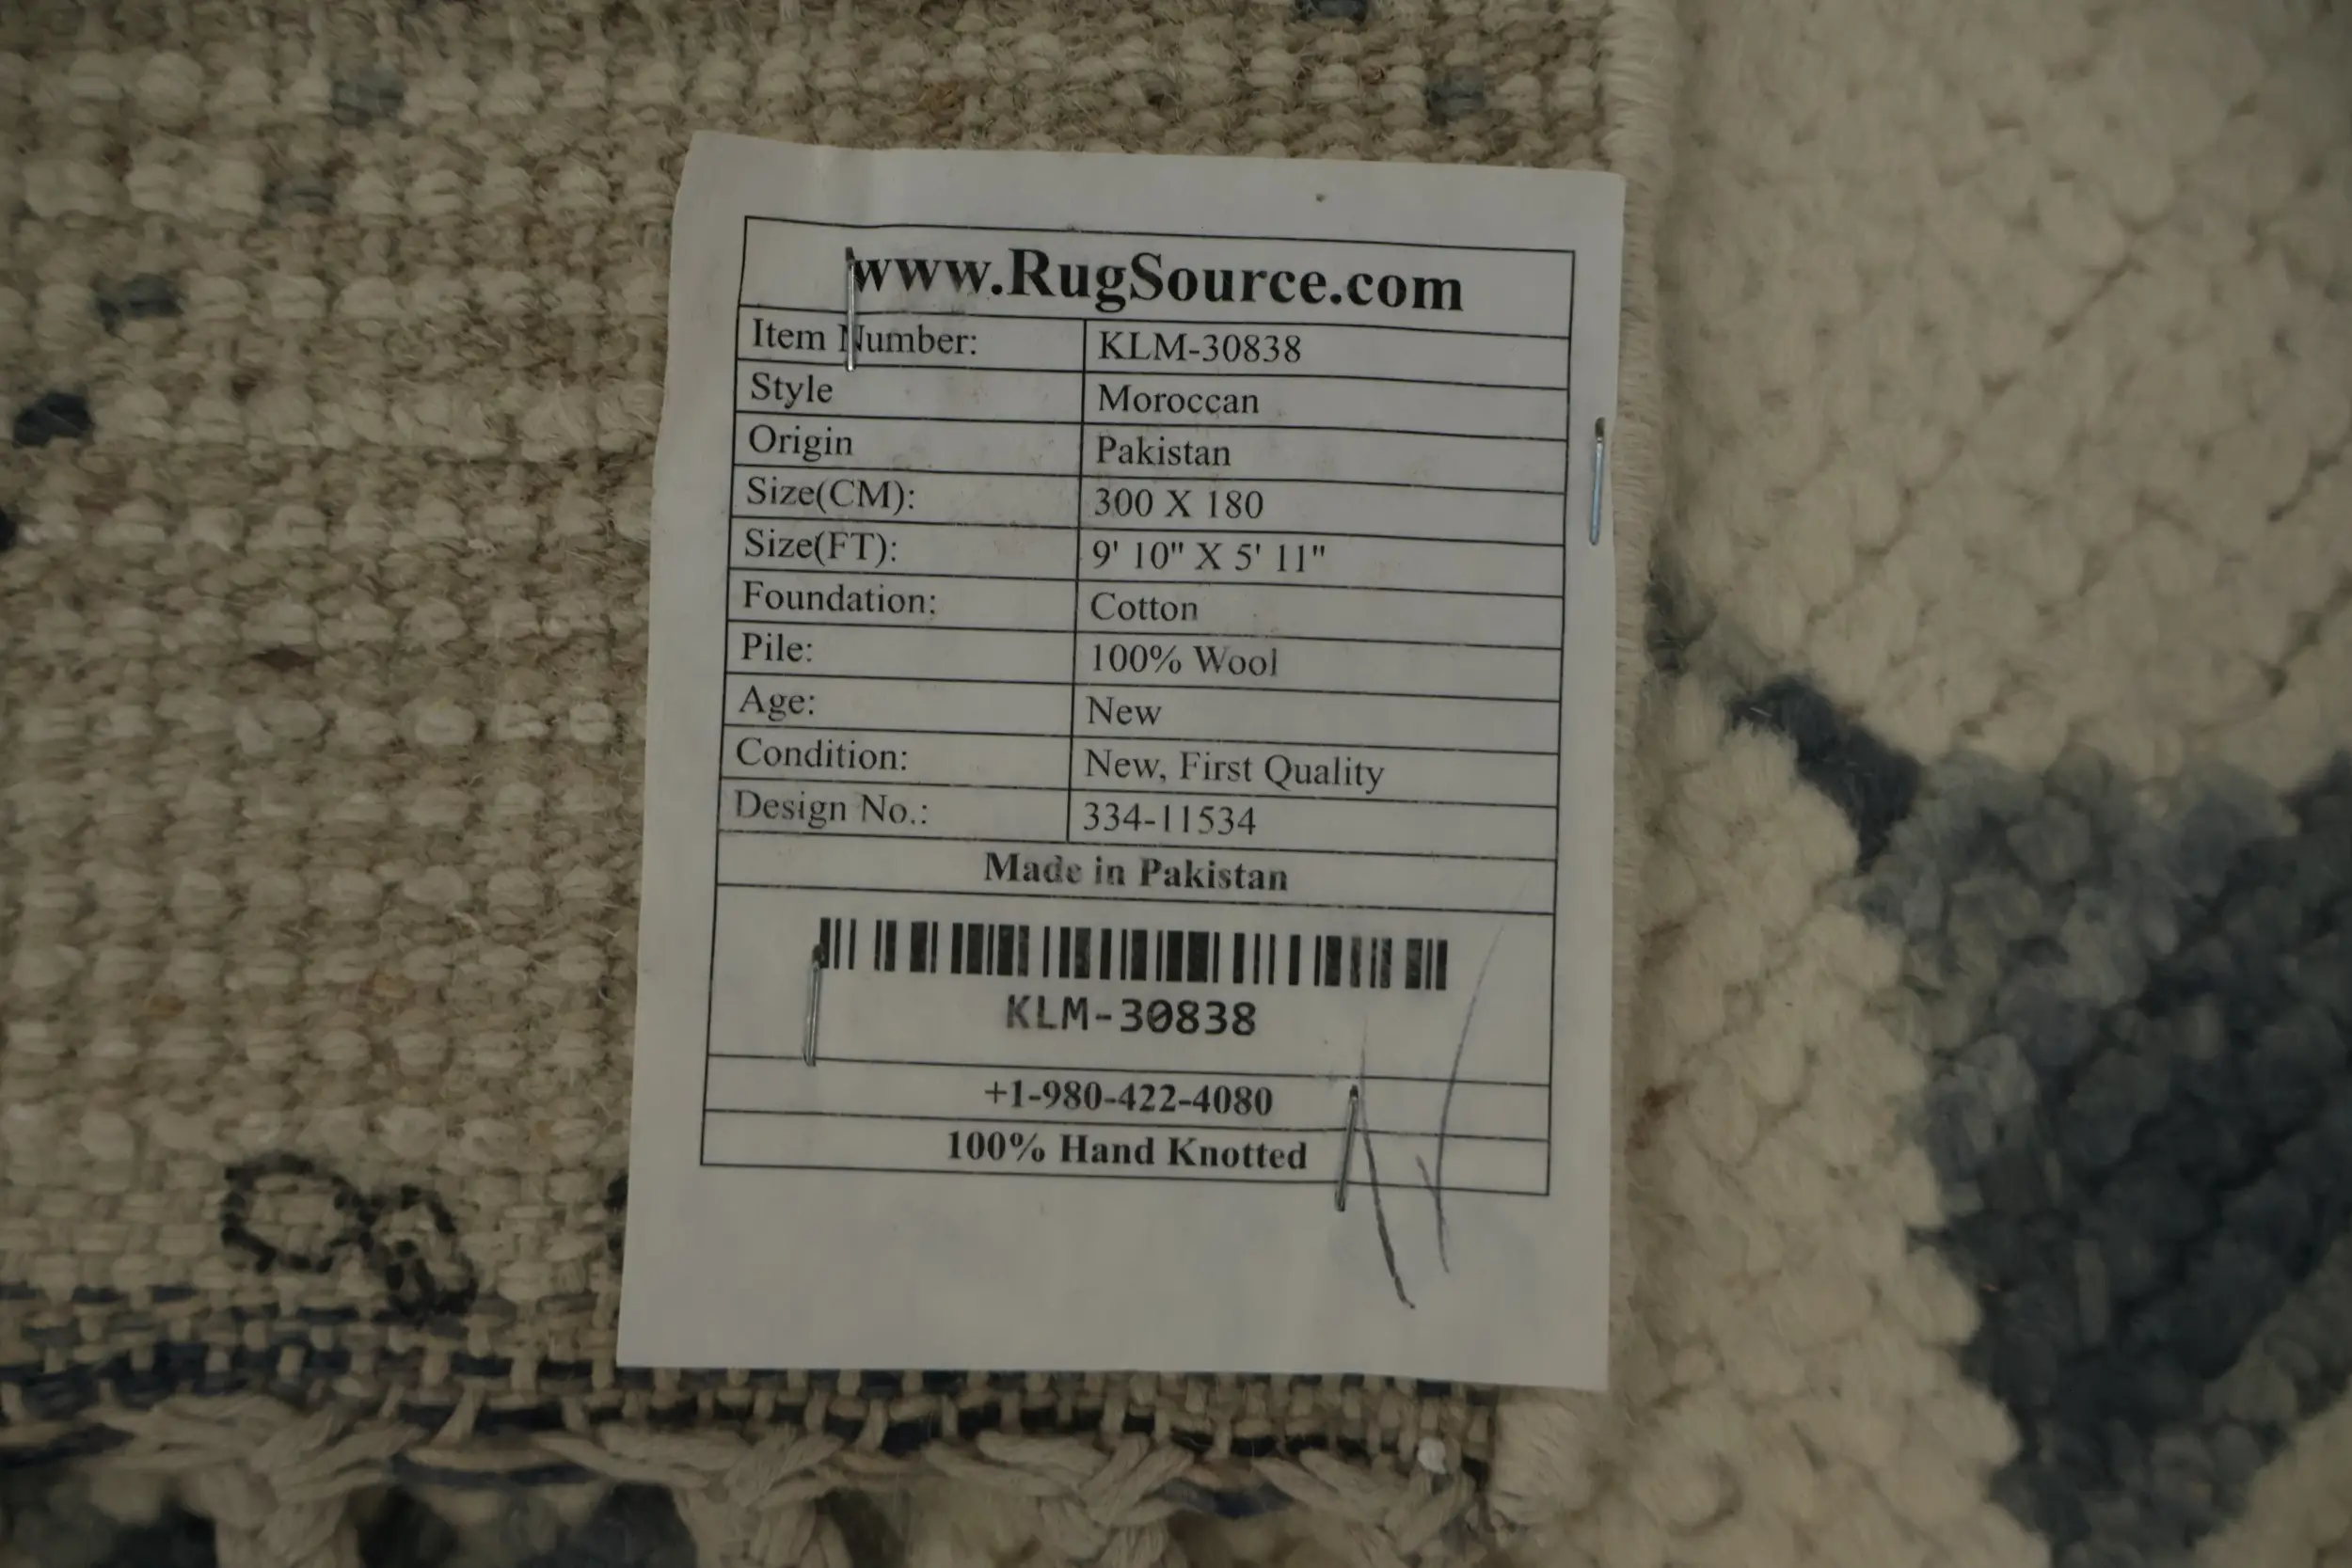 www.RugSource.com
Item Number: KLM-30838
Style Moroccan
Origin Pakistan
Size(CM): 300 X 180
Size(FT): 9' 10" X 5' 11"
Foundation: Cotton
Pile: 100% Wool
Age: New
Condition: New, First Quality
Design No.: 334-11534
Made in Pakistan
KLM-30838
+1-980-422-4080
100% Hand Knotted